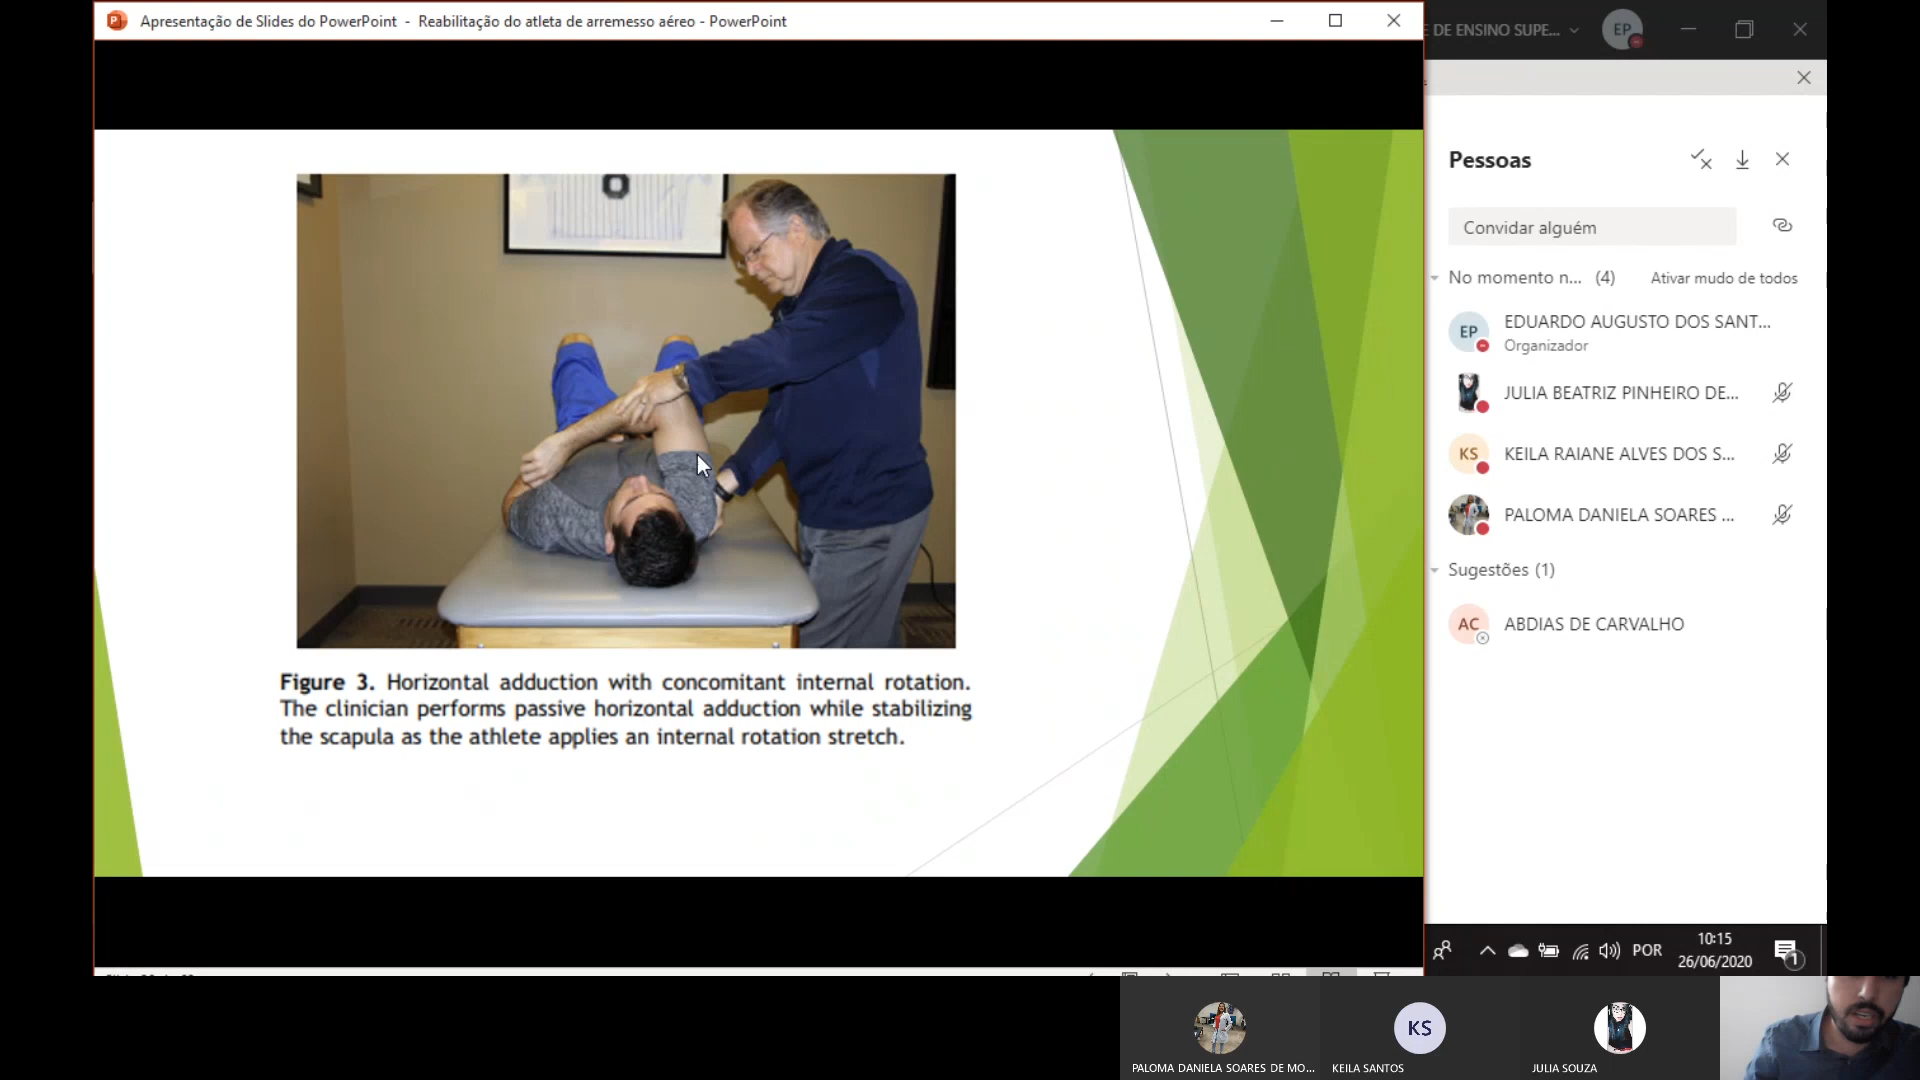 Apresentação de Slides do PowerPoint - Reabilitação do atleta de arremesso aéreo - PowerPoint
DE ENSINO SUPE...
EP
Pessoas
Convidar alguém
No momento n... (4)
Ativar mudo de todos
EP
EDUARDO AUGUSTO DOS SANT...
Organizador
JULIA BEATRIZ PINHEIRO DE...
KS
KEILA RAIANE ALVES DOS S...
PALOMA DANIELA SOARES ...
Sugestões (1)
AC
ABDIAS DE CARVALHO
Figure 3. Horizontal adduction with concomitant internal rotation.
The clinician performs passive horizontal adduction while stabilizing
the scapula as the athlete applies an internal rotation stretch.
POR
10:15
26/06/2020
1
KS
PALOMA DANIELA SOARES DE MO...
KEILA SANTOS
JULIA SOUZA